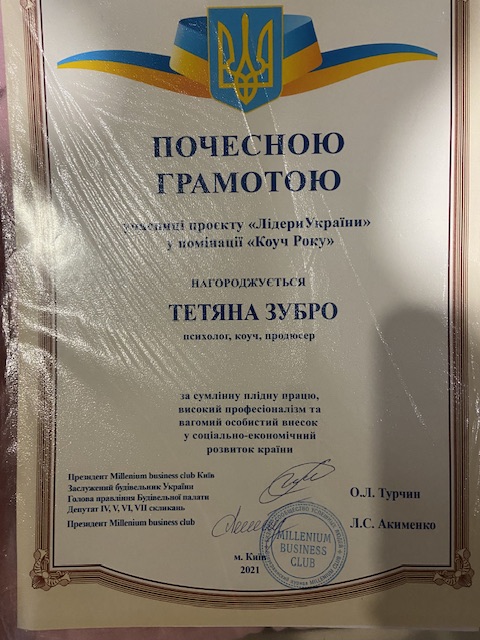 ПОЧЕСНОЮ
ГРАМОТОЮ
учасниці проєкту «ЛідериУкраїни»
у номінації «Коуч Року»
НАГОРОДЖУЄТЬСЯ
ТЕТЯНА ЗУБРО
психолог, коуч, продюсер
за сумлінну плідну працю,
високий професіоналізм та
вагомий особистий внесок
у соціально-економічний
розвиток країни
Президент Millenium business club Київ
Заслужений будівельник України
Голова правління Будівельної палати
Депутат IV, V, VI, VII скликань
О.Л. Турчин
Президент Millenium business club
Л.С. Акименко
MILLENIUM
BUSINESS
CLUB
м. Київ
2021